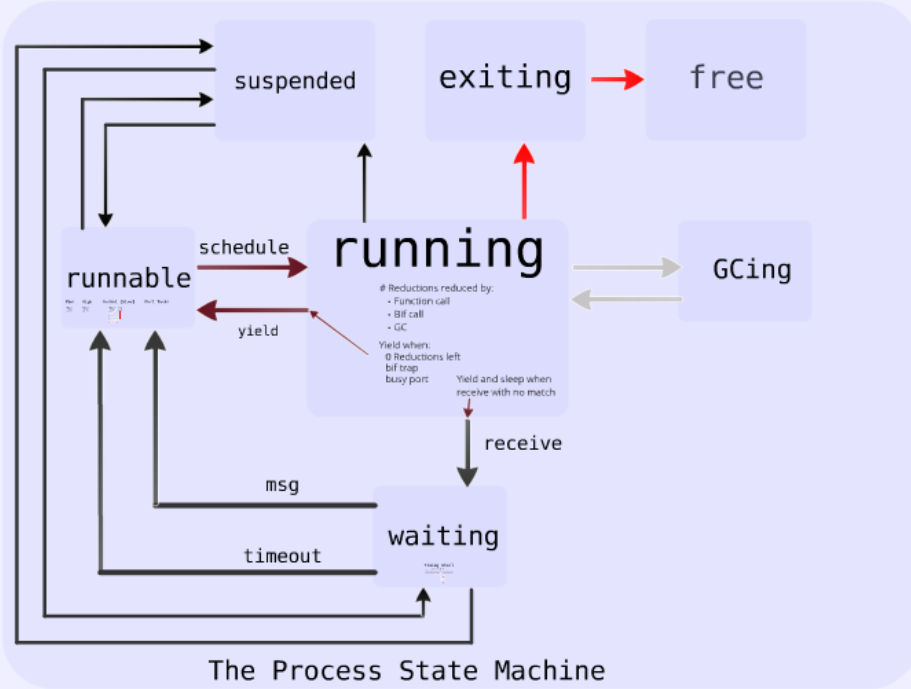 suspended
exiting
free
schedule
running
runnable
GCing
# Reductions reduced by:
- Function call
- Bif call
- GC
yield
Yield when:
0 Reductions left
bif trap
busy port
Yield and sleep when
receive with no match
receive
msg
waiting
timeout
The Process State Machine